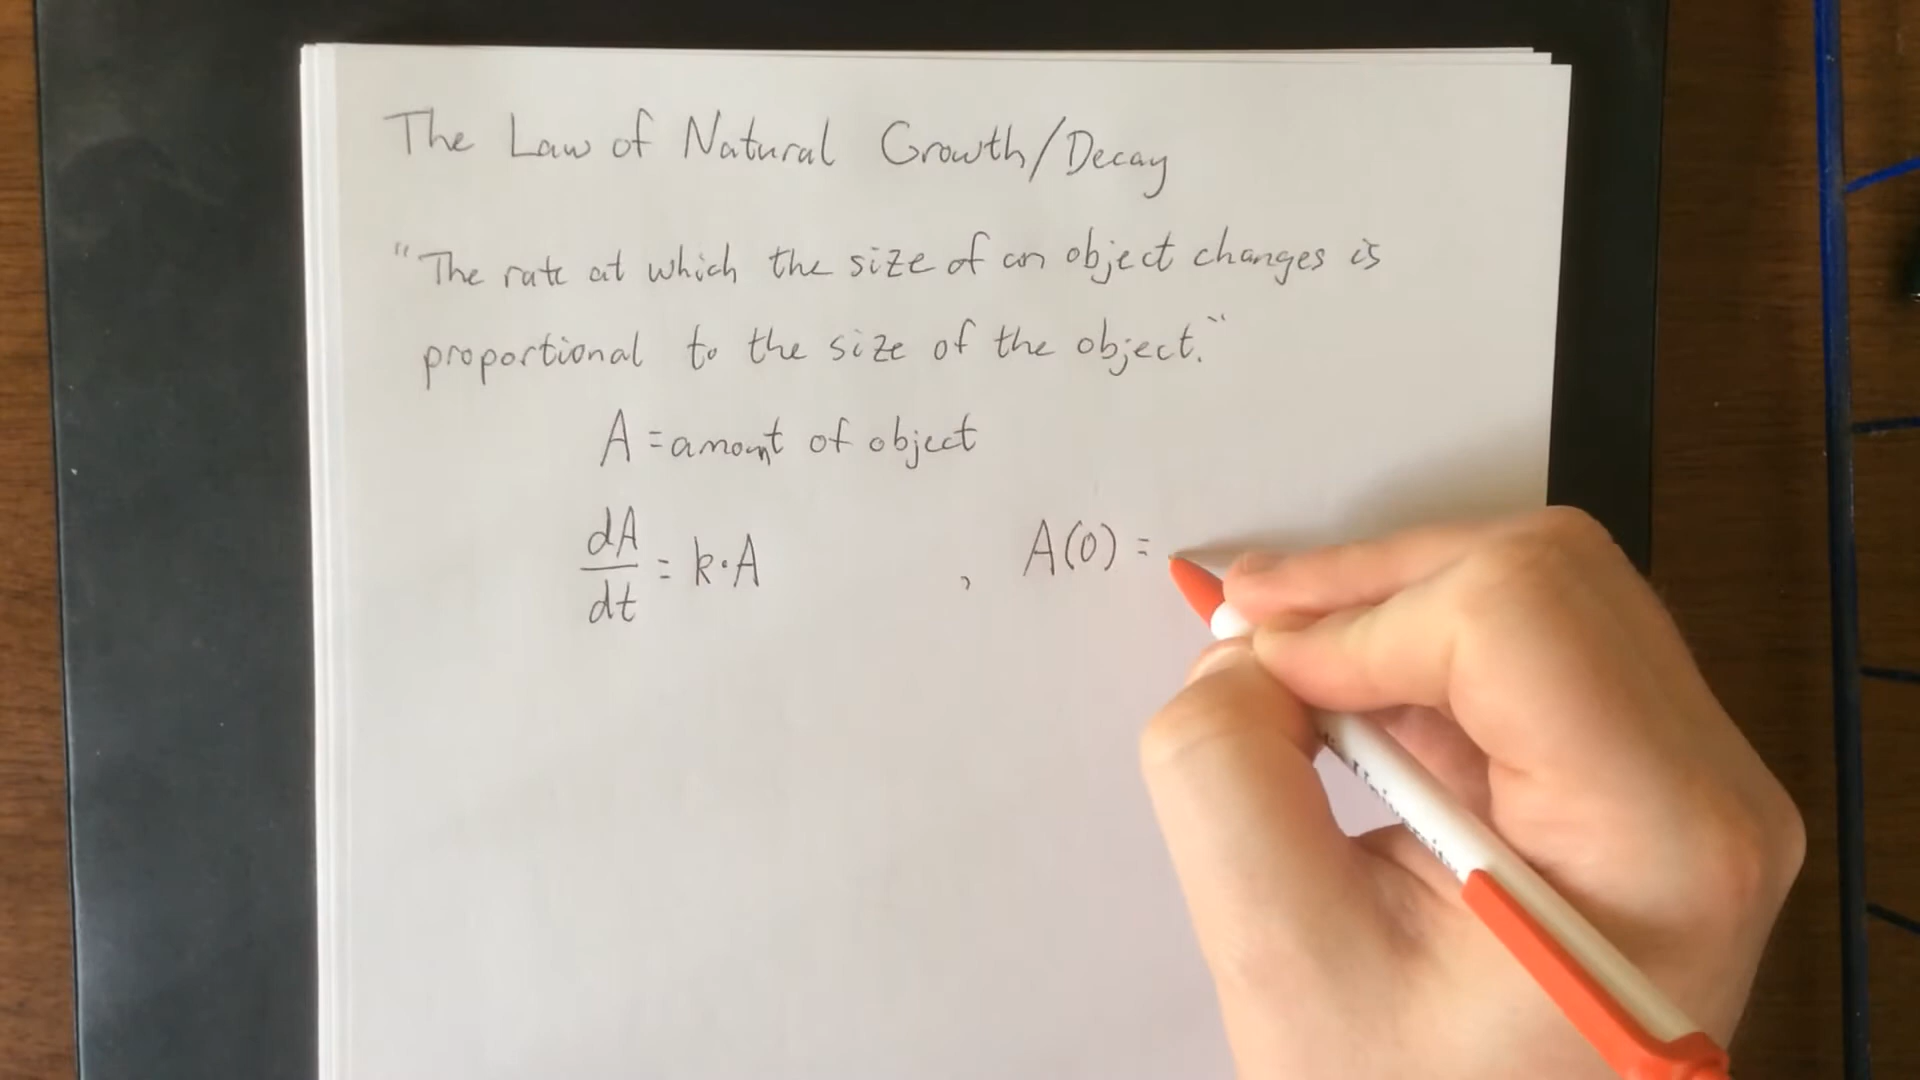 The Law of Natural Growth/Decay
"The rate at which the size of an object changes is
proportional to the size of the object."
A = amount of object
dA/dt = k·A , A(0) =
University